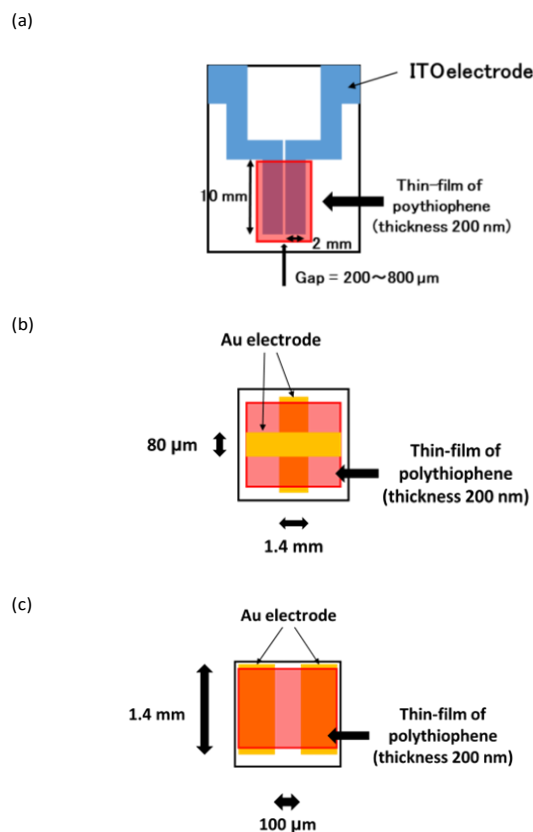 (a)
ITO electrode
10 mm
Thin-film of
poythiophene
(thickness 200 nm)
2 mm
Gap = 200～800 μm
(b)
Au electrode
80 μm
Thin-film of
polythiophene
(thickness 200 nm)
1.4 mm
(c)
Au electrode
1.4 mm
Thin-film of
polythiophene
(thickness 200 nm)
100 μm